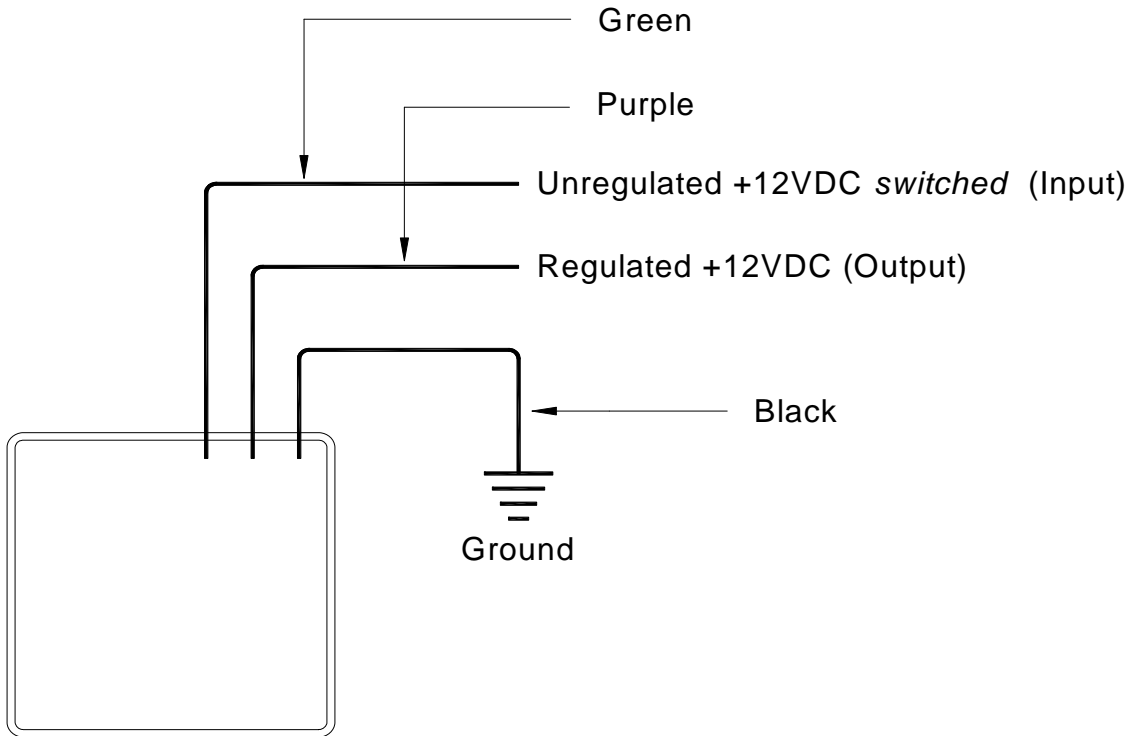 Green
Purple
Unregulated +12VDC switched (Input)
Regulated +12VDC (Output)
Black
Ground